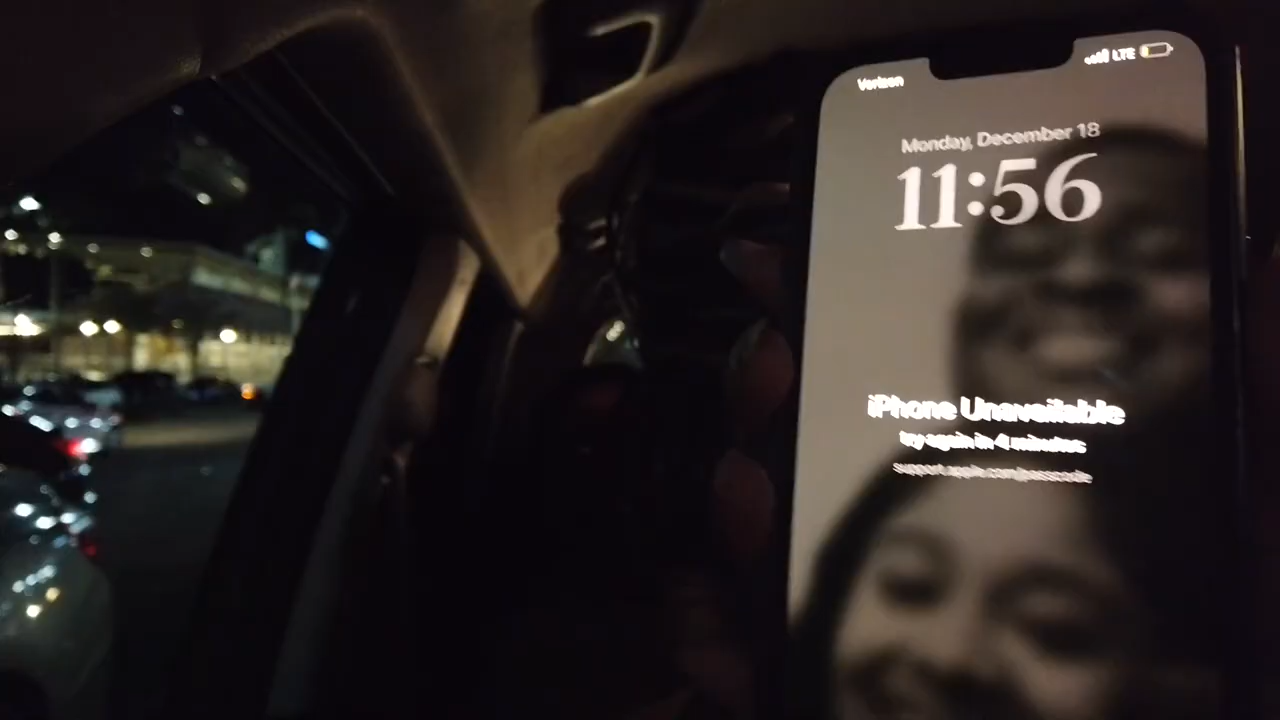 Verizon
LTE
Monday, December 18
11:56
iPhone Unavailable
try again in 4 minutes
support.apple.com/passcode